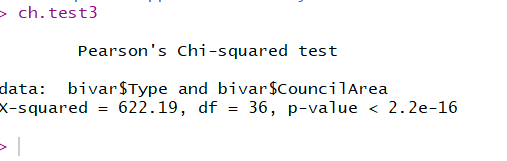 > ch.test3
Pearson's Chi-squared test
data:  bivar$Type and bivar$CouncilArea
X-squared = 622.19, df = 36, p-value < 2.2e-16
>